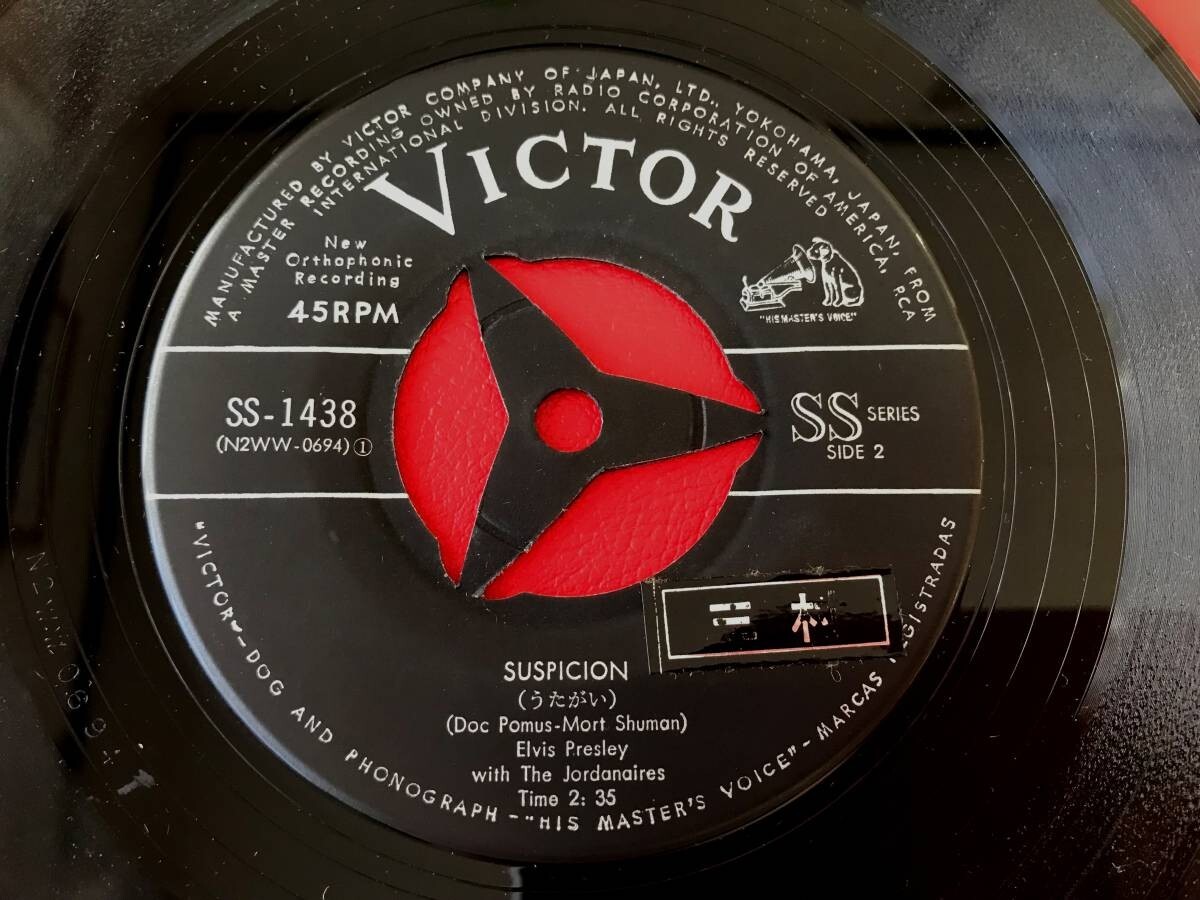 MANUFACTURED BY VICTOR COMPANY OF JAPAN, LTD., YOKOHAMA, JAPAN, FROM
A MASTER RECORDING OWNED BY RADIO CORPORATION OF AMERICA, RCA
INTERNATIONAL DIVISION. ALL RIGHTS RESERVED
VICTOR
New
Orthophonic
Recording
45RPM
"HIS MASTER'S VOICE"
SS-1438
(N2WW-0694)①
SS SERIES
SIDE 2
SUSPICION
(うたがい)
(Doc Pomus-Mort Shuman)
Elvis Presley
with The Jordanaires
Time 2: 35
"VICTOR"-DOG AND PHONOGRAPH-"HIS MASTER'S VOICE"-MARCAS
N2WW 0694